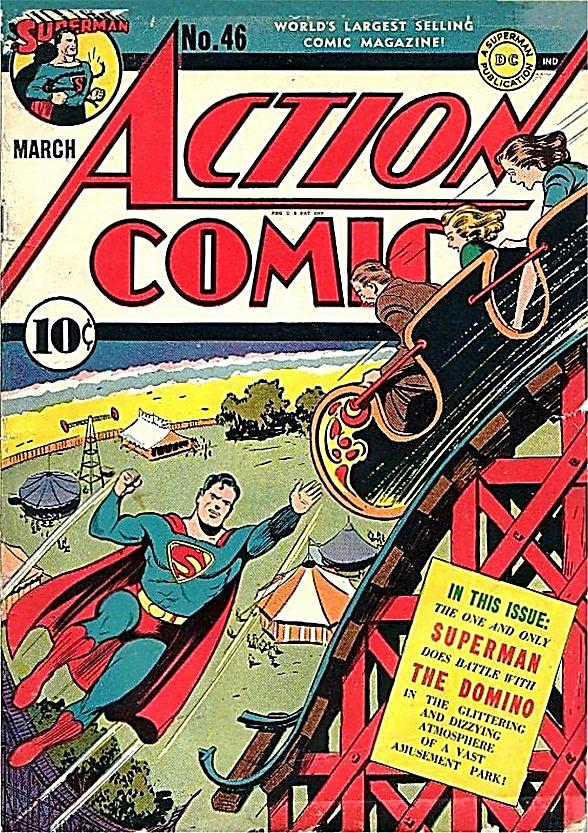 SUPERMAN
No. 46
WORLD'S LARGEST SELLING
COMIC MAGAZINE!
A SUPERMAN
DC
PUBLICATION
IND
MARCH
ACTION
REG U S PAT OFF
COMIC
10¢
S
S
IN THIS ISSUE:
THE ONE AND ONLY
SUPERMAN
DOES BATTLE WITH
THE DOMINO
IN THE GLITTERING
AND DIZZYING
ATMOSPHERE
OF A VAST
AMUSEMENT PARK!